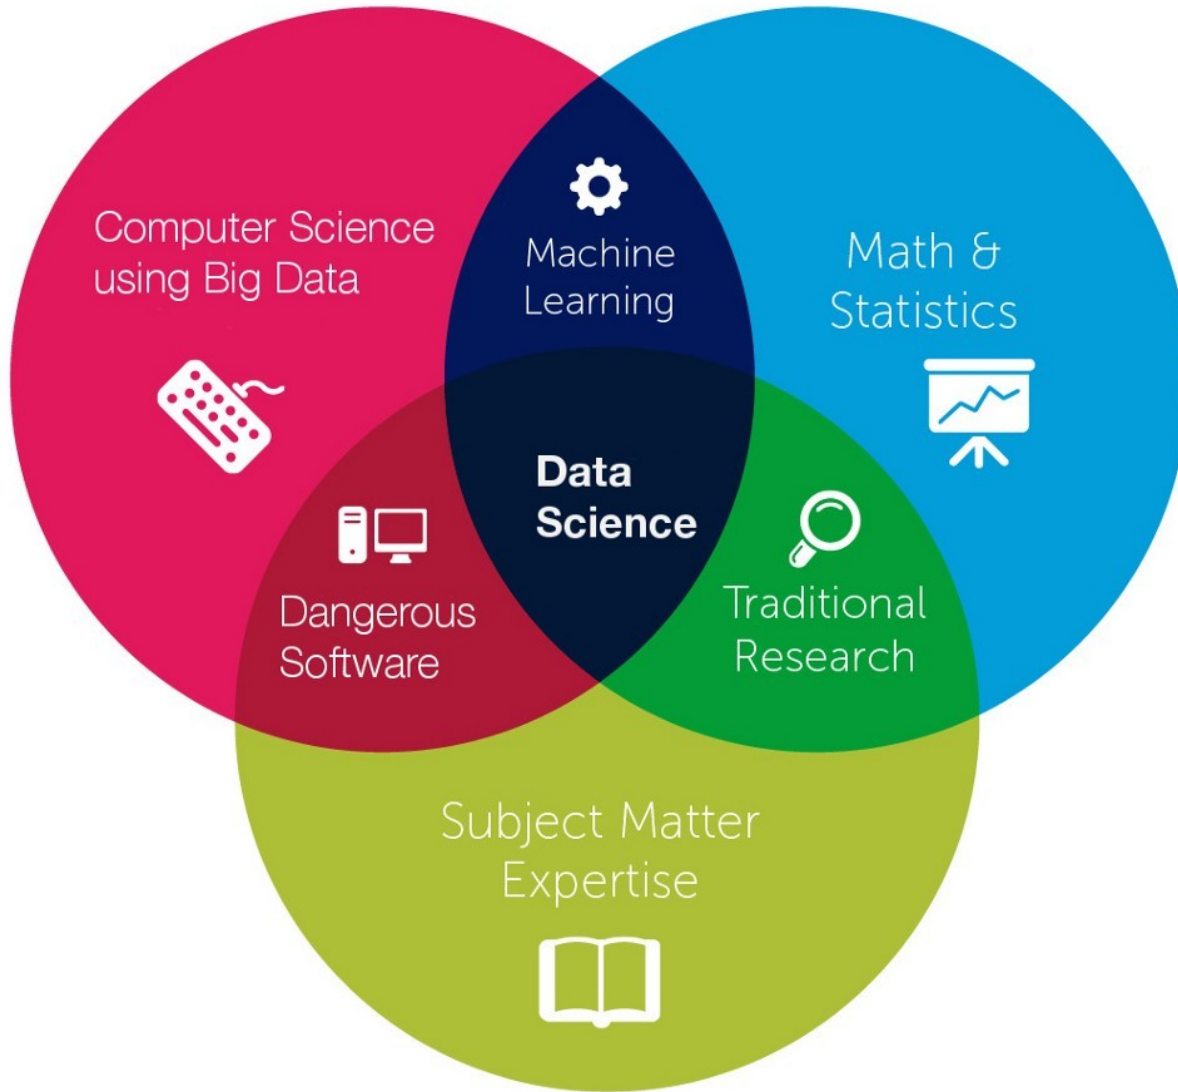 Computer Science
using Big Data
Machine
Learning
Math &
Statistics
Data
Science
Dangerous
Software
Traditional
Research
Subject Matter
Expertise